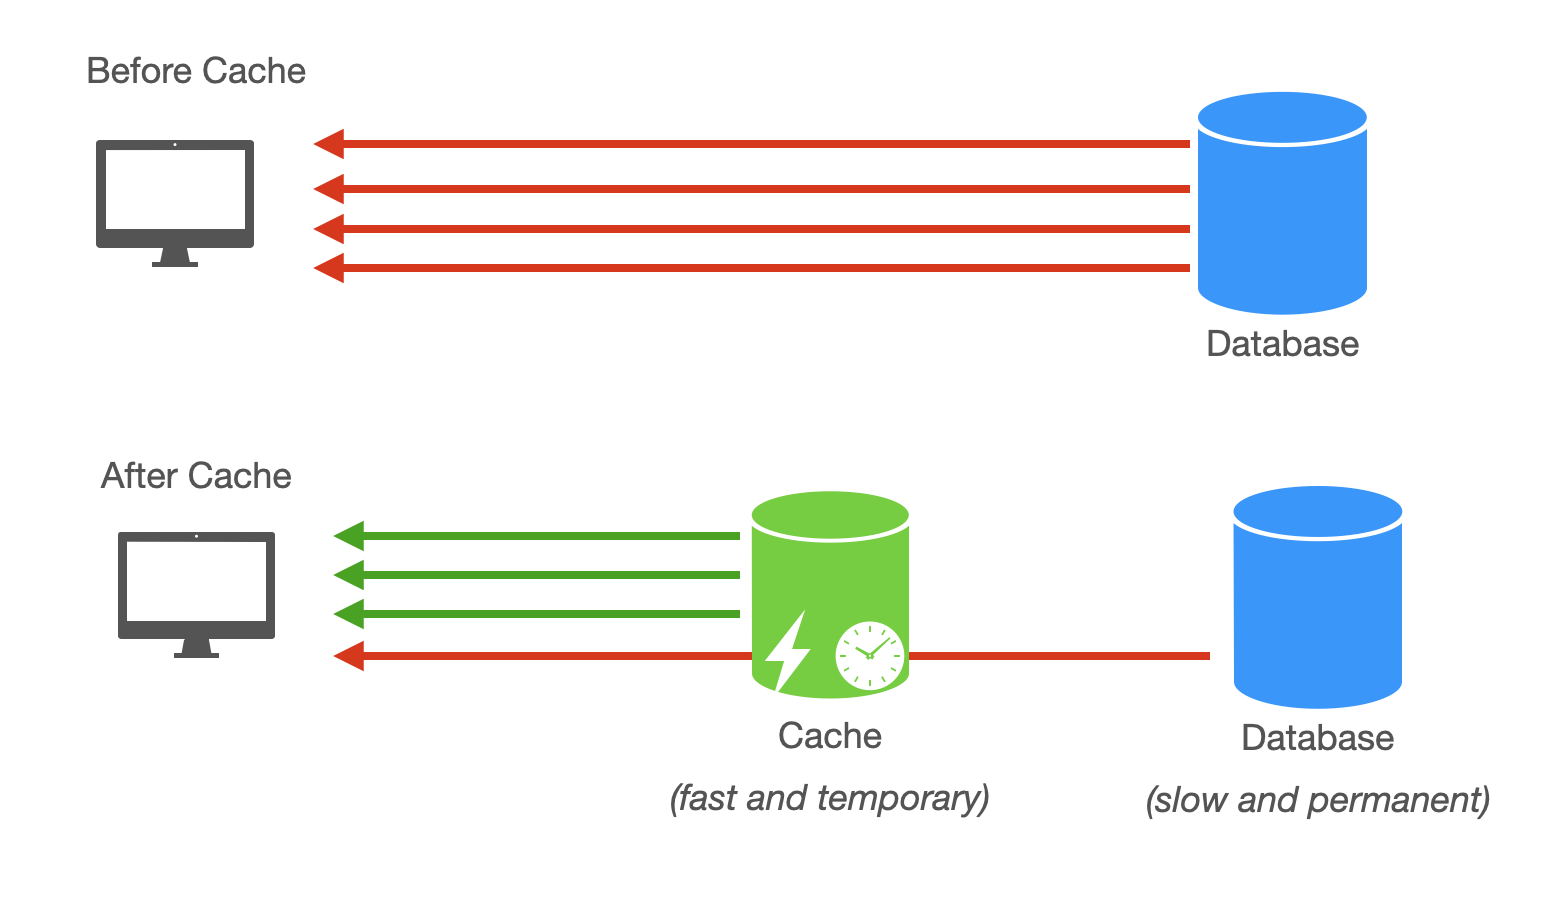 Before Cache
Database
After Cache
Cache
Database
(fast and temporary)
(slow and permanent)